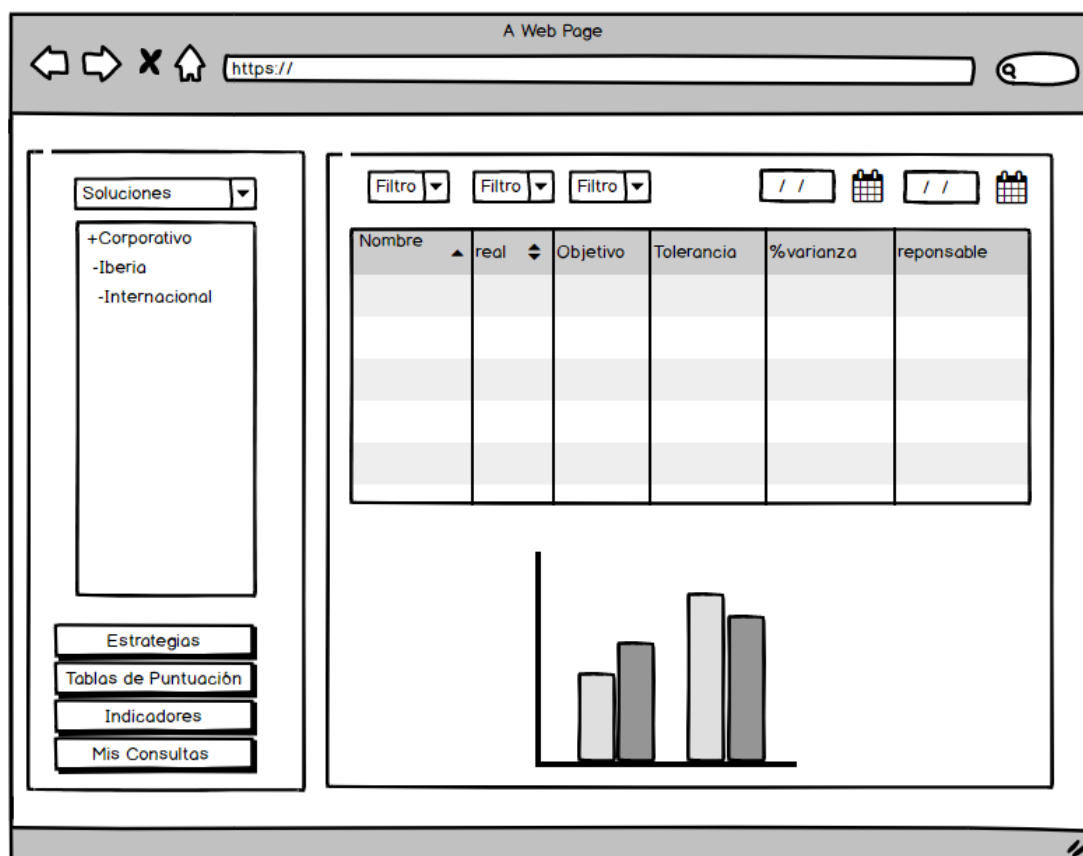 A Web Page
https://
Soluciones
+Corporativo
-Iberia
-Internacional
Estrategias
Tablas de Puntuación
Indicadores
Mis Consultas
Filtro Filtro Filtro / / / /
Nombre real Objetivo Tolerancia %varianza reponsable